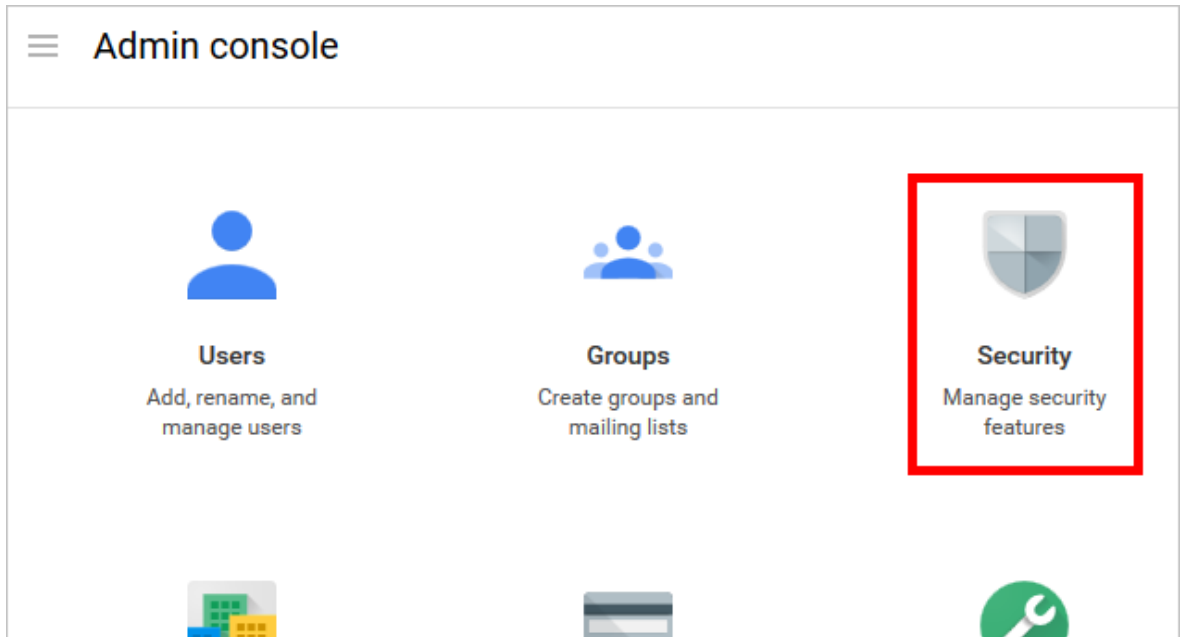 Admin console
Users
Add, rename, and
manage users
Groups
Create groups and
mailing lists
Security
Manage security
features